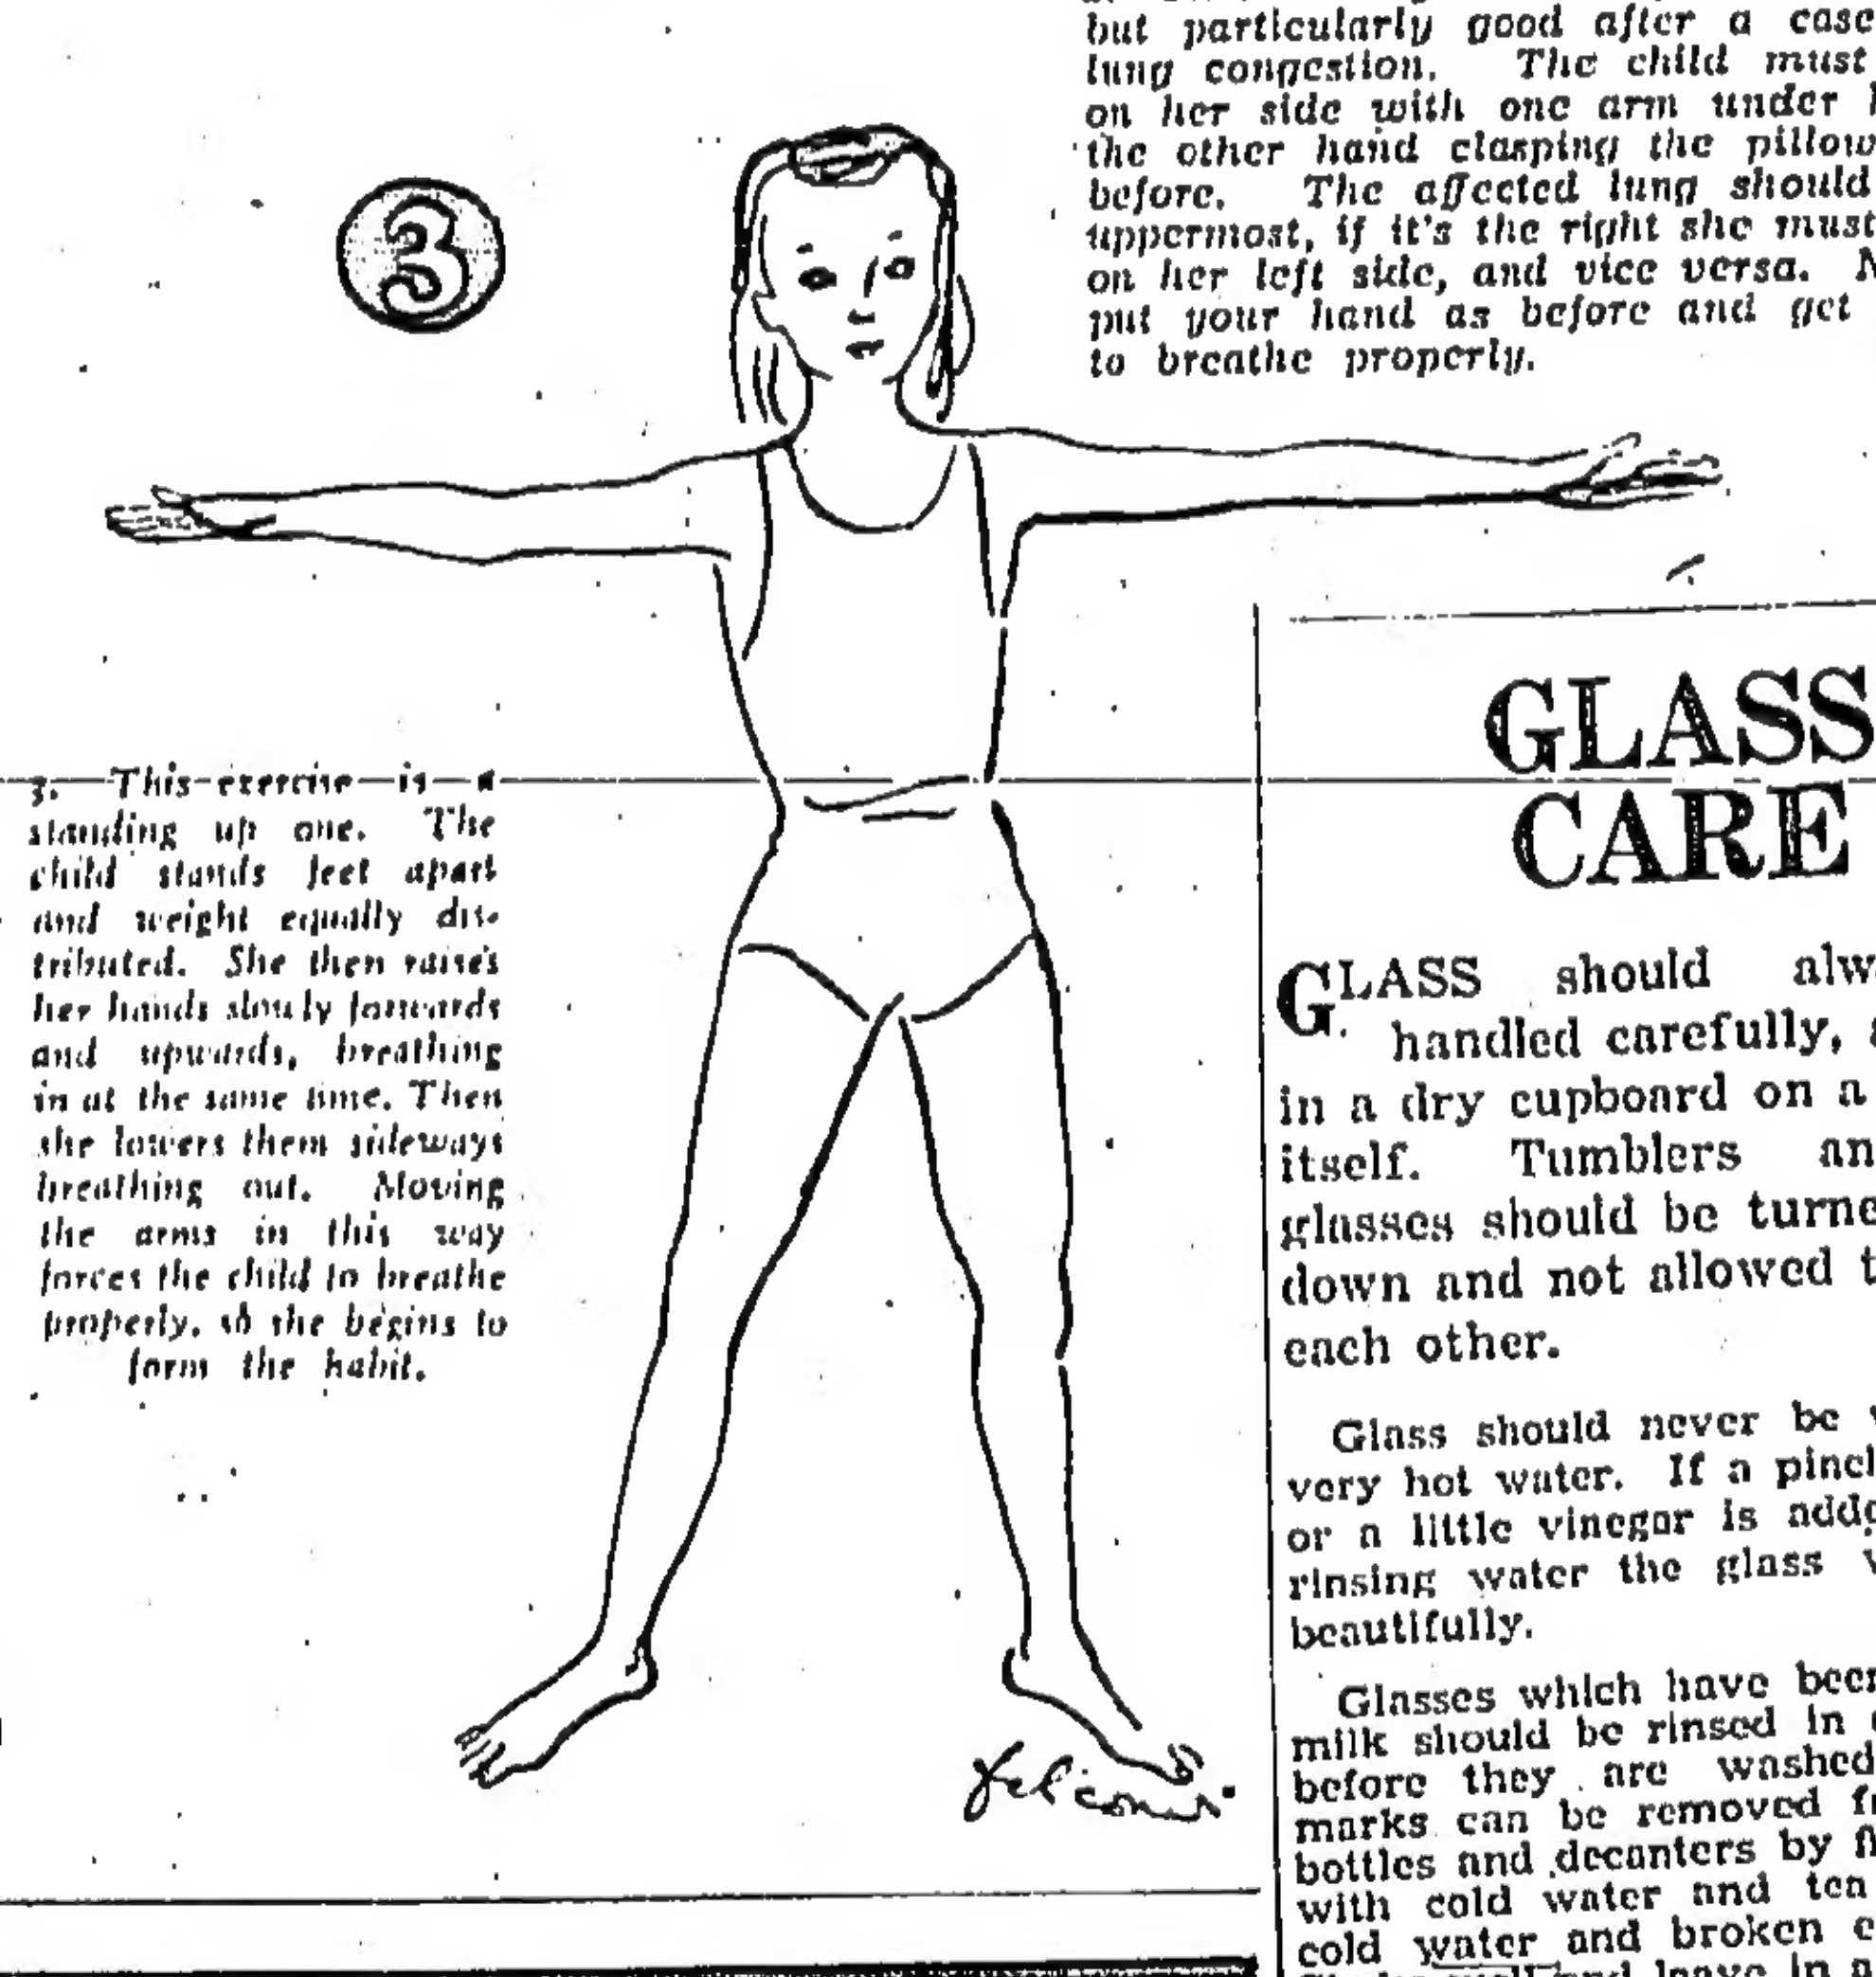 but particularly good after a case
lung congestion. The child must
on her side with one arm under
the other hand clasping the pillow
before. The affected lung should
uppermost, if it's the right she must
on her left side, and vice versa.
put your hand as before and get
to breathe properly.
3
3. This exercise is a
standing up one. The
child stands feet apart
and weight equally dis-
tributed. She then raises
her hands slowly forwards
and upwards, breathing
in at the same time. Then
she lowers them sideways
breathing out. Moving
the arms in this way
forces the child to breathe
properly, so she begins to
form the habit.
GLASS
CARE
GLASS should
handled carefully,
in a dry cupboard on a
itself. Tumblers
glasses should be
down and not allowed
each other.
Glass should never be
very hot water. If a
or a little vinegar is
rinsing water the glass
beautifully.
Glasses which have been
milk should be rinsed in
before they are washed
marks can be removed
bottles and decanters by
with cold water and tea
cold water and broken
leave in a